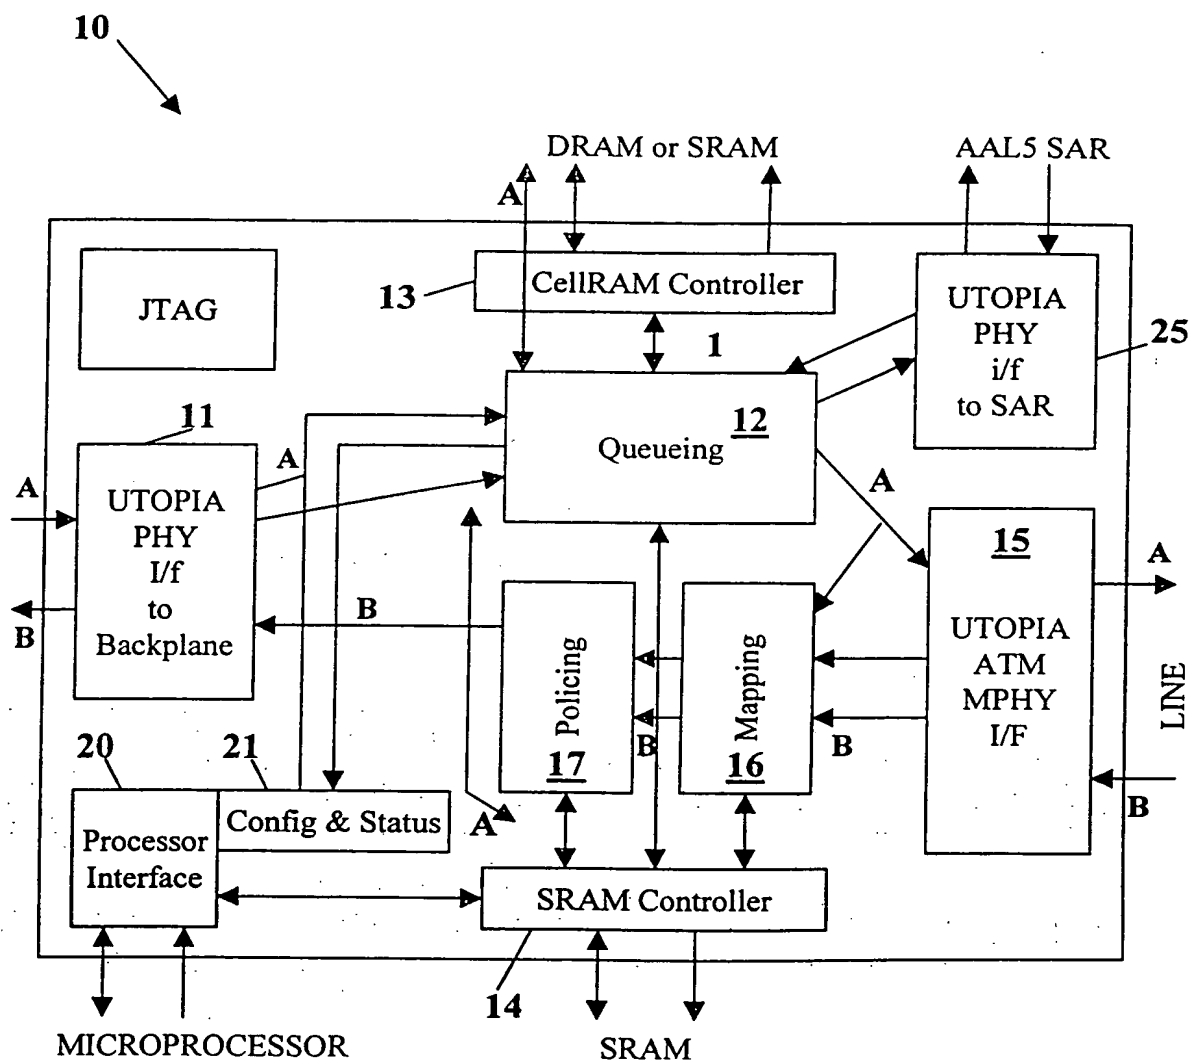 10
DRAM or SRAM
AAL5 SAR
A
JTAG
13
CellRAM Controller
UTOPIA
PHY
i/f
to SAR
25
1
11
12
Queueing
A
A
UTOPIA
PHY
I/f
to
Backplane
A
15
A
B
B
UTOPIA
ATM
MPHY
I/F
LINE
Policing
17
Mapping
16
B
B
B
20
21
Config & Status
A
Processor
Interface
SRAM Controller
14
MICROPROCESSOR
SRAM